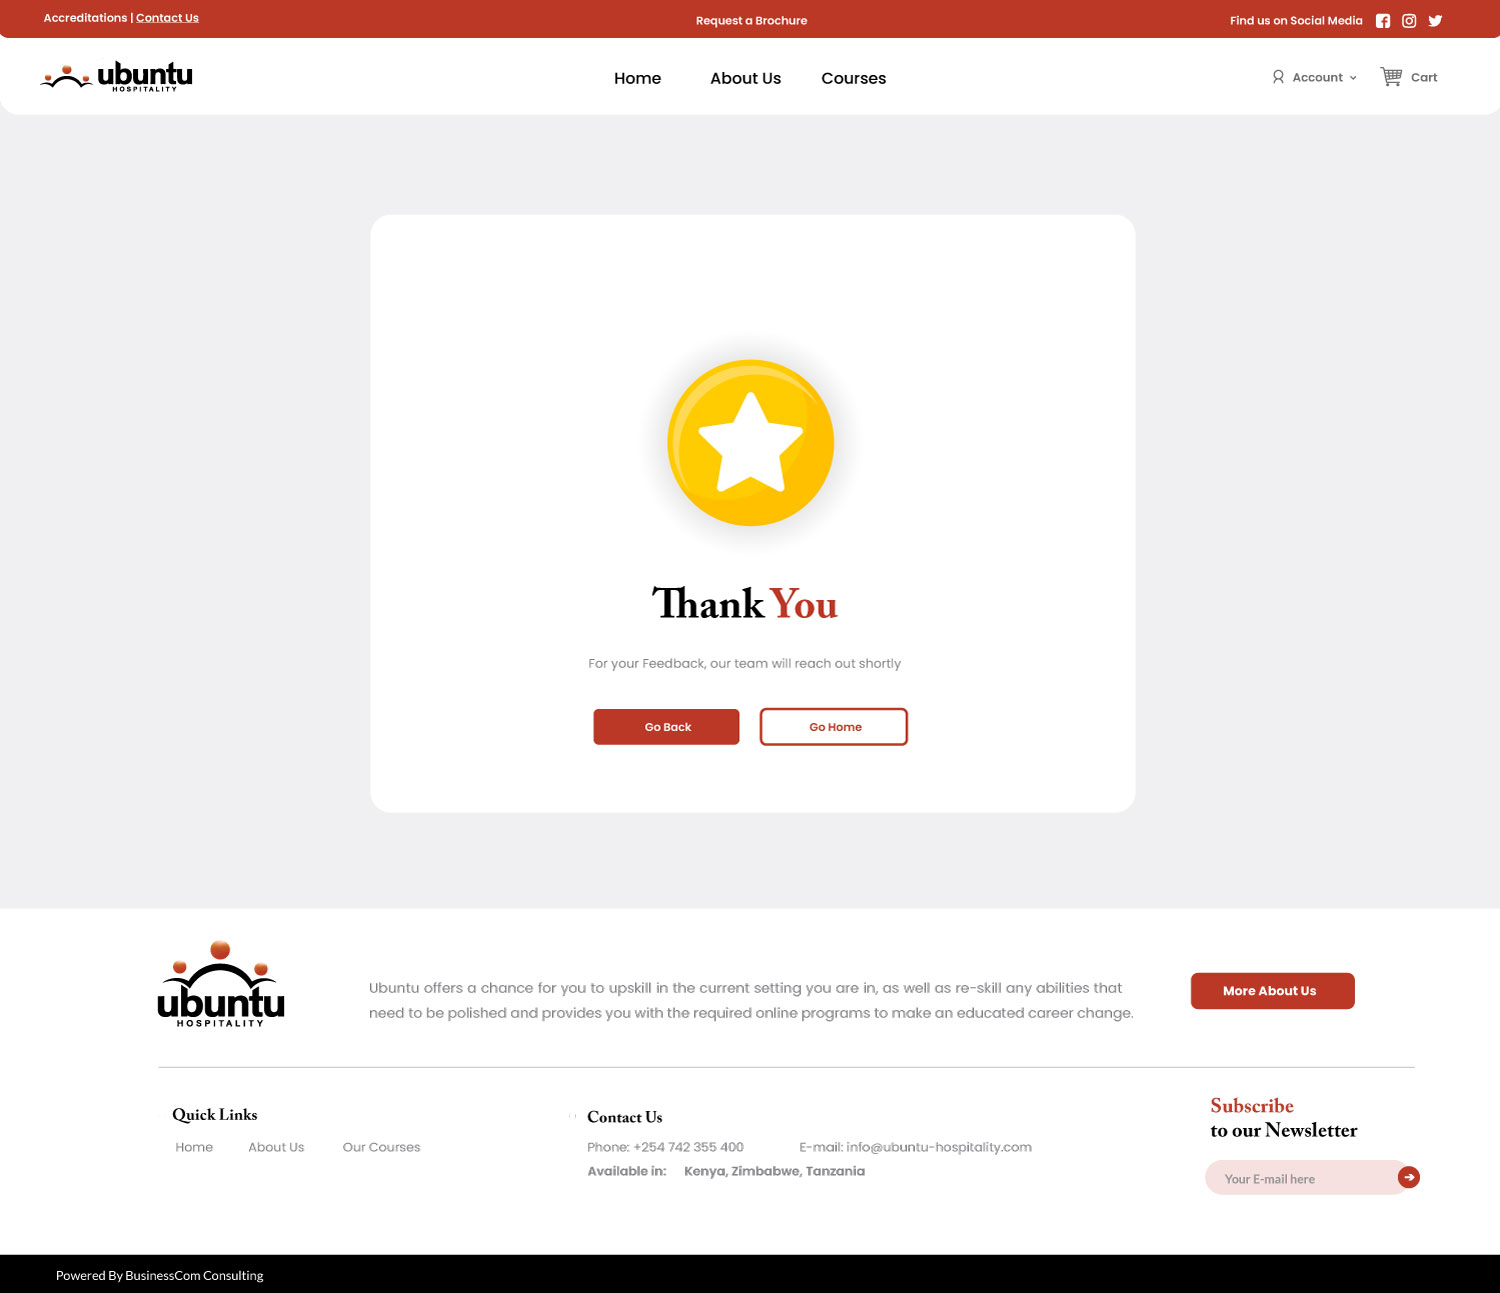 Accreditations | Contact Us
Request a Brochure
Find us on Social Media
ubuntu
HOSPITALITY
Home
About Us
Courses
Account
Cart
Thank You
For your Feedback, our team will reach out shortly
Go Back
Go Home
ubuntu
HOSPITALITY
Ubuntu offers a chance for you to upskill in the current setting you are in, as well as re-skill any abilities that
need to be polished and provides you with the required online programs to make an educated career change.
More About Us
Quick Links
Home
About Us
Our Courses
Contact Us
Phone: +254 742 355 400
E-mail: info@ubuntu-hospitality.com
Available in: Kenya, Zimbabwe, Tanzania
Subscribe
to our Newsletter
Your E-mail here
Powered By BusinessCom Consulting